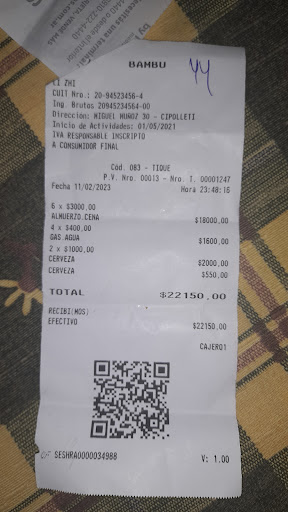 BAMBU
44
LI ZHI
CUIT Nro.: 20-94523456-4
Ing. Brutos 20945234564-00
Dirección: MIGUEL MUÑOZ 30 - CIPOLLETI
Inicio de Actividades: 01/05/2021
IVA RESPONSABLE INSCRIPTO
A CONSUMIDOR FINAL
Cód. 083 - TIQUE
P.V. Nro. 00013 - Nro. T. 00001247
Fecha 11/02/2023 Hora 23:48:16
6 x $3000,00
ALMUERZO.CENA $18000,00
4 x $400,00
GAS.AGUA $1600,00
2 x $1000,00
CERVEZA $2000,00
CERVEZA $550,00
TOTAL $22150,00
RECIBI(MOS)
EFECTIVO $22150,00
CAJERO1
CF SESHRA0000034988 V: 1.00